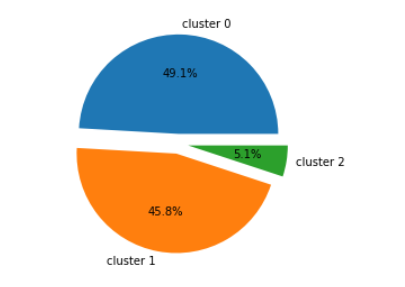 cluster 0
49.1%
5.1%
cluster 2
45.8%
cluster 1